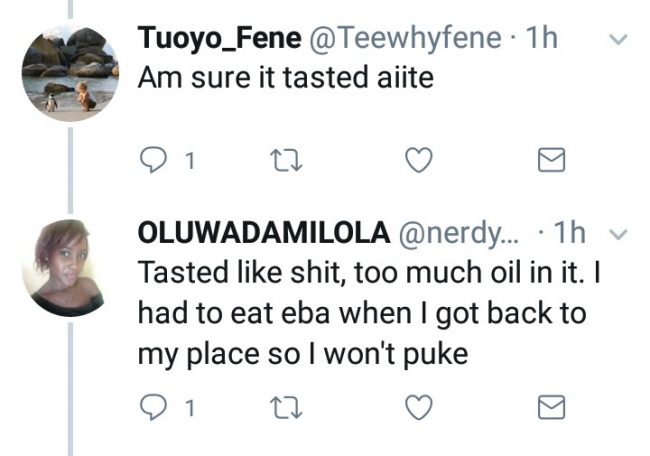 Tuoyo_Fene @Teewhyfene · 1h
Am sure it tasted aiite
1
OLUWADAMILOLA @nerdy... · 1h
Tasted like shit, too much oil in it. I
had to eat eba when I got back to
my place so I won't puke
1